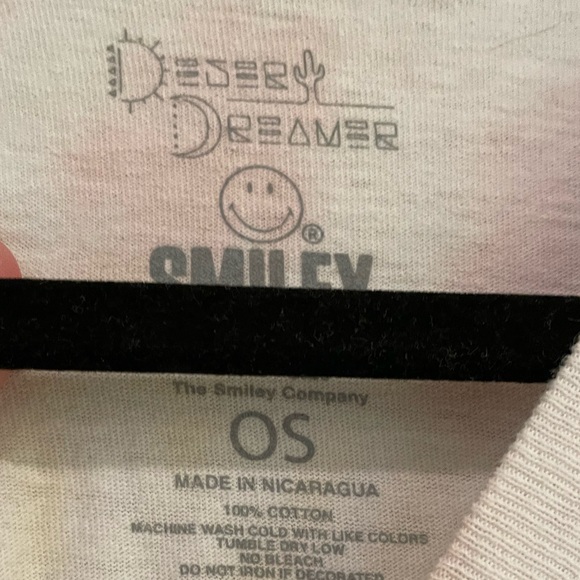 DESERT
DREAMER
®
SMILEY
The Smiley Company
OS
MADE IN NICARAGUA
100% COTTON
MACHINE WASH COLD WITH LIKE COLORS
TUMBLE DRY LOW
NO BLEACH
DO NOT IRON IF DECORATED